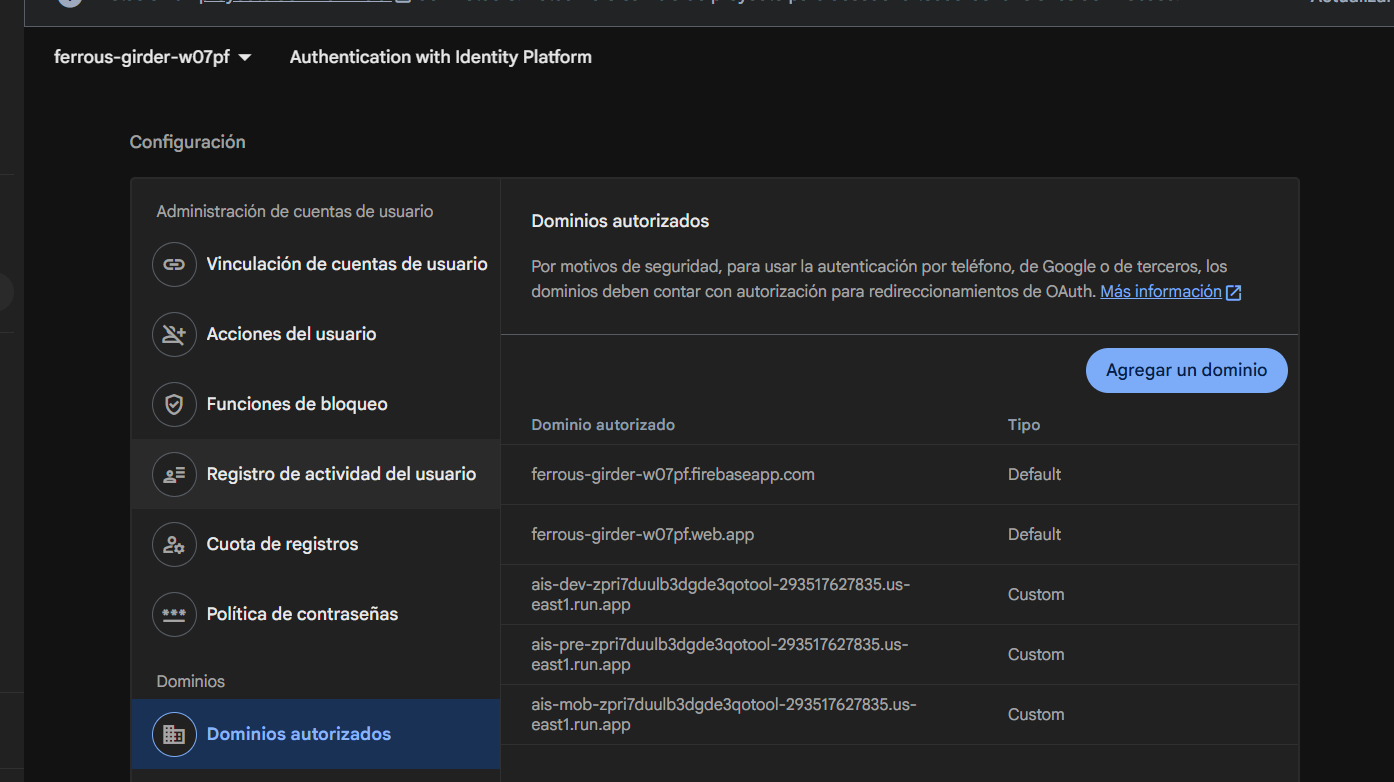 ferrous-girder-w07pf
Authentication with Identity Platform
Configuración
Administración de cuentas de usuario
Vinculación de cuentas de usuario
Acciones del usuario
Funciones de bloqueo
Registro de actividad del usuario
Cuota de registros
Política de contraseñas
Dominios
Dominios autorizados
Dominios autorizados
Por motivos de seguridad, para usar la autenticación por teléfono, de Google o de terceros, los
dominios deben contar con autorización para redireccionamientos de OAuth. Más información
Agregar un dominio
Dominio autorizado Tipo
ferrous-girder-w07pf.firebaseapp.com Default
ferrous-girder-w07pf.web.app Default
ais-dev-zpri7duulb3dgde3qotool-293517627835.us-
east1.run.app Custom
ais-pre-zpri7duulb3dgde3qotool-293517627835.us-
east1.run.app Custom
ais-mob-zpri7duulb3dgde3qotool-293517627835.us-
east1.run.app Custom